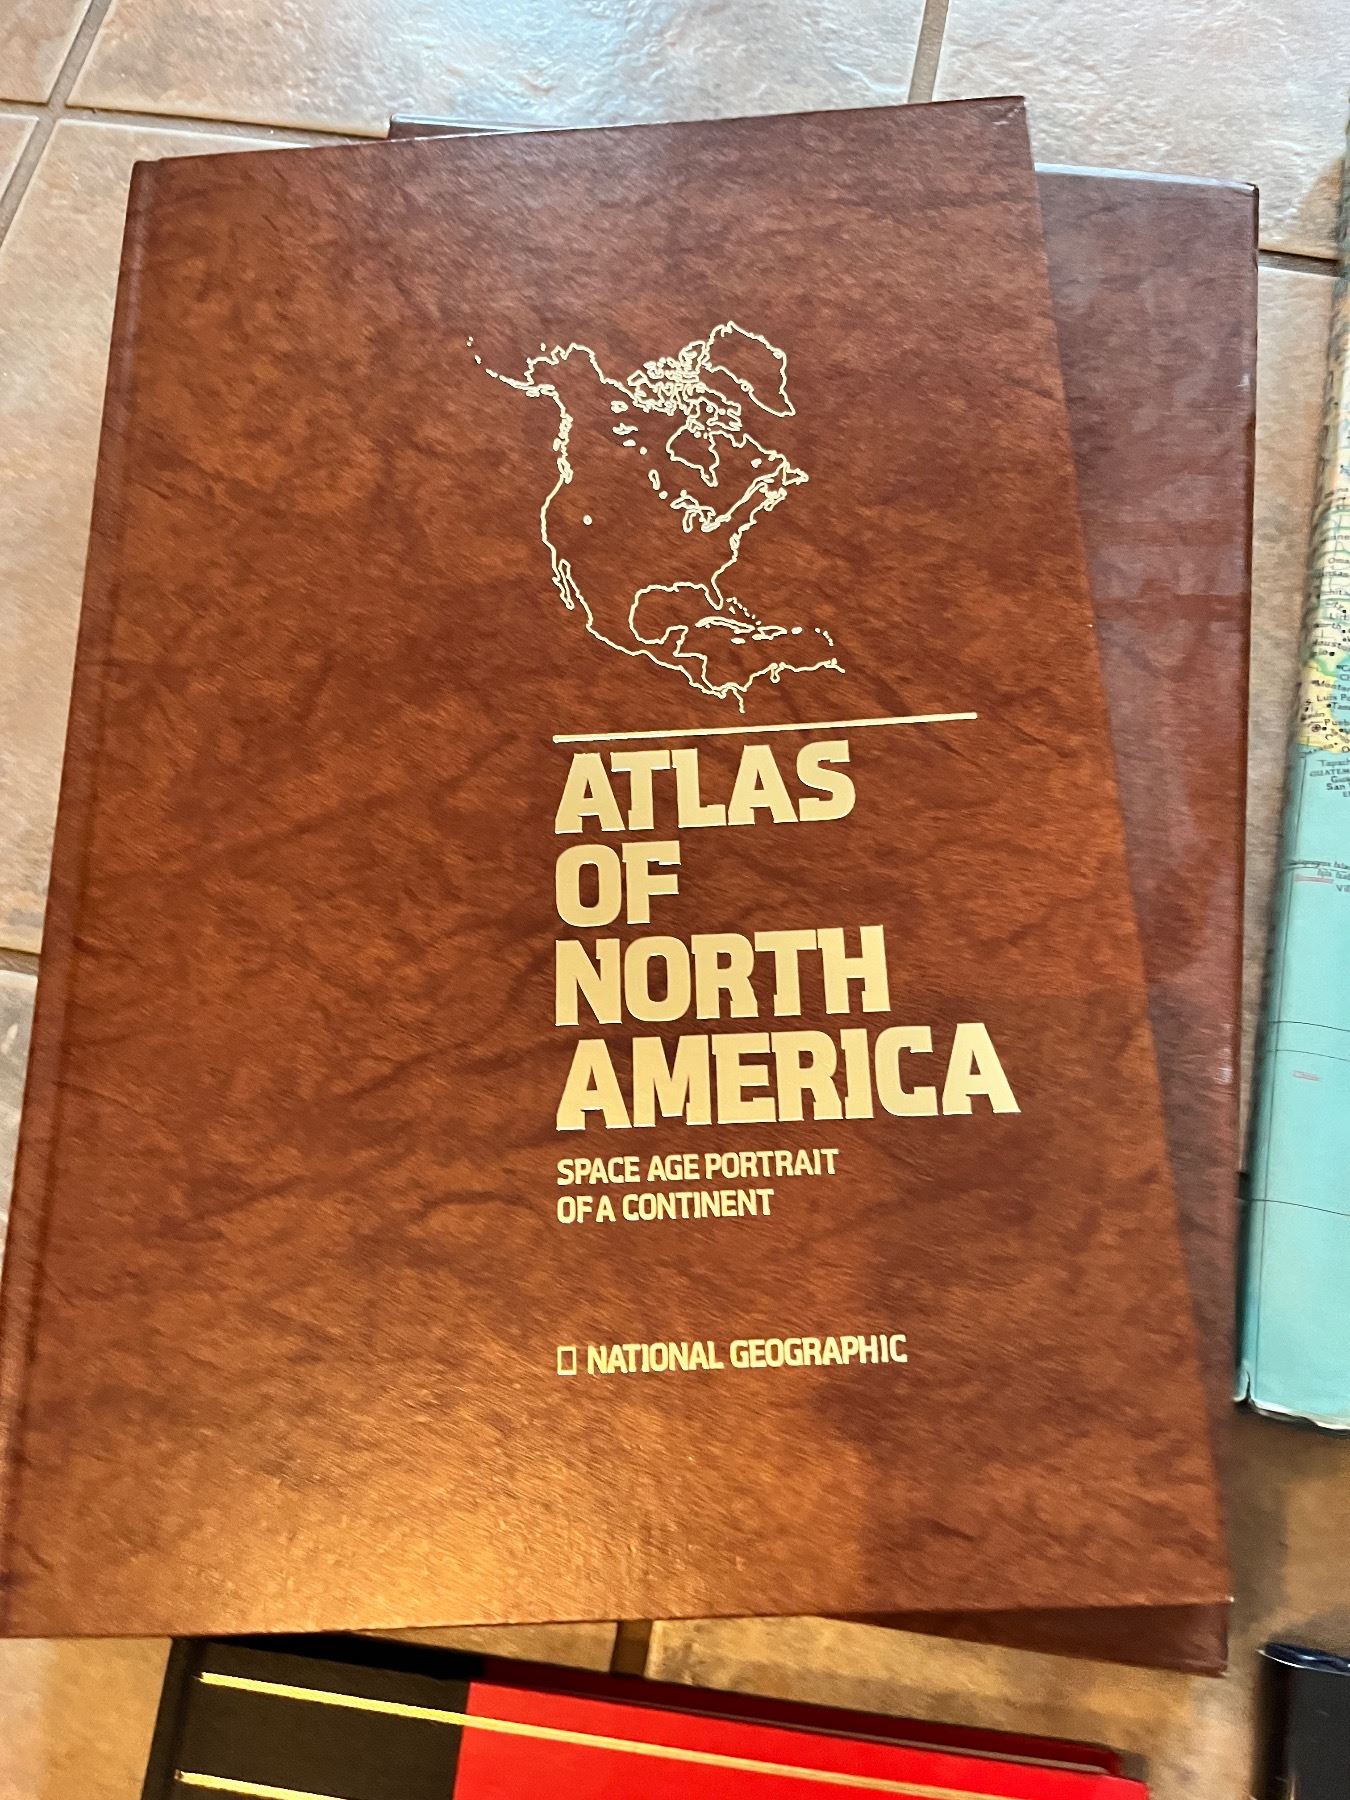 ATLAS
OF
NORTH
AMERICA
SPACE AGE PORTRAIT
OF A CONTINENT
NATIONAL GEOGRAPHIC